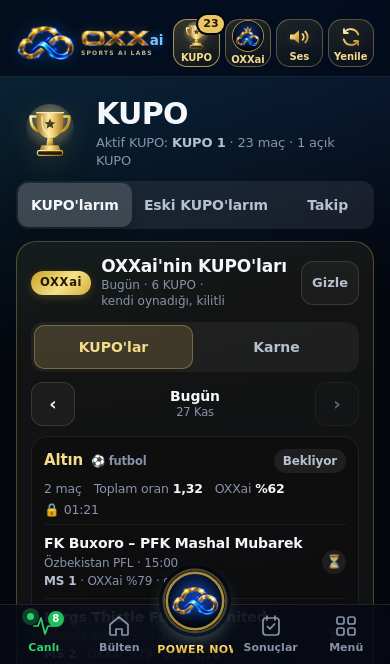 OXXai
SPORTS AI LABS
23
KUPO
OXXai
Ses
Yenile
KUPO
Aktif KUPO: KUPO 1 · 23 maç · 1 açık
KUPO
KUPO'larım
Eski KUPO'larım
Takip
OXXai
OXXai'nin KUPO'ları
Bugün · 6 KUPO ·
kendi oynadığı, kilitli
Gizle
KUPO'lar
Karne
‹
Bugün
27 Kas
›
Altın ⚽ futbol
Bekliyor
2 maç Toplam oran 1,32 OXXai %62
🔒 01:21
FK Buxoro – PFK Mashal Mubarek
Özbekistan PFL · 15:00
⏳
MS 1 · OXXai %79 ·
8
Canlı
Bülten
POWER NOW
Sonuçlar
Menü